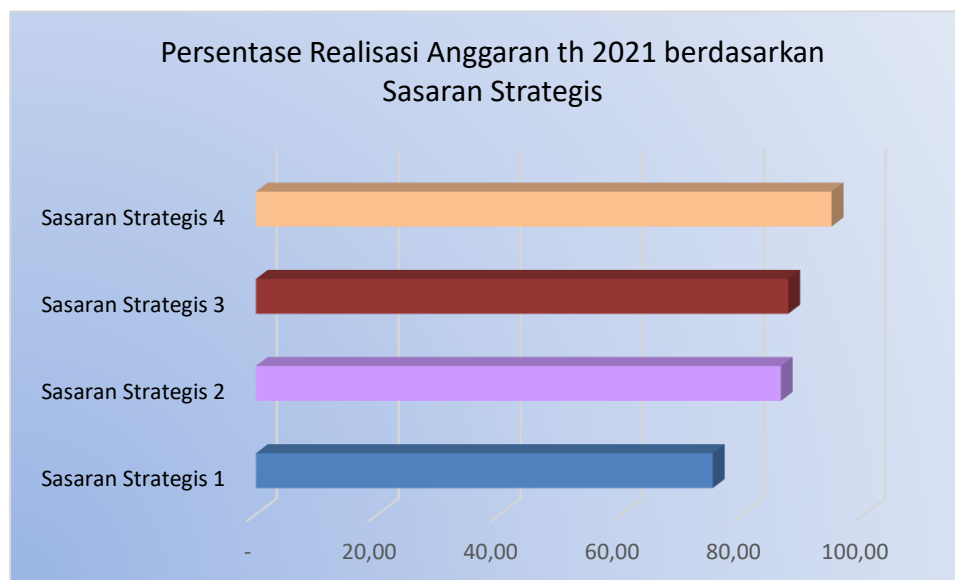 Persentase Realisasi Anggaran th 2021 berdasarkan
Sasaran Strategis
Sasaran Strategis 4
Sasaran Strategis 3
Sasaran Strategis 2
Sasaran Strategis 1
- 20,00 40,00 60,00 80,00 100,00